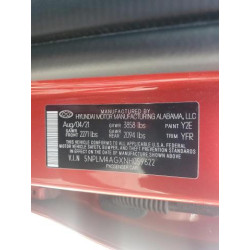 MANUFACTURED BY
HYUNDAI MOTOR MANUFACTURING ALABAMA, LLC
Aug/04/21 GVWR 3858 lbs PAINT Y2E
GAWR FRONT 2271 lbs GAWR REAR 2094 lbs TRIM YFR
THIS VEHICLE CONFORMS TO ALL APPLICABLE FEDERAL
MOTOR VEHICLE SAFETY, BUMPER, AND THEFT PREVENTION
STANDARDS IN EFFECT ON THE DATE OF MANUFACTURE
SHOWN ABOVE.
V.I.N.
PASSENGER CAR